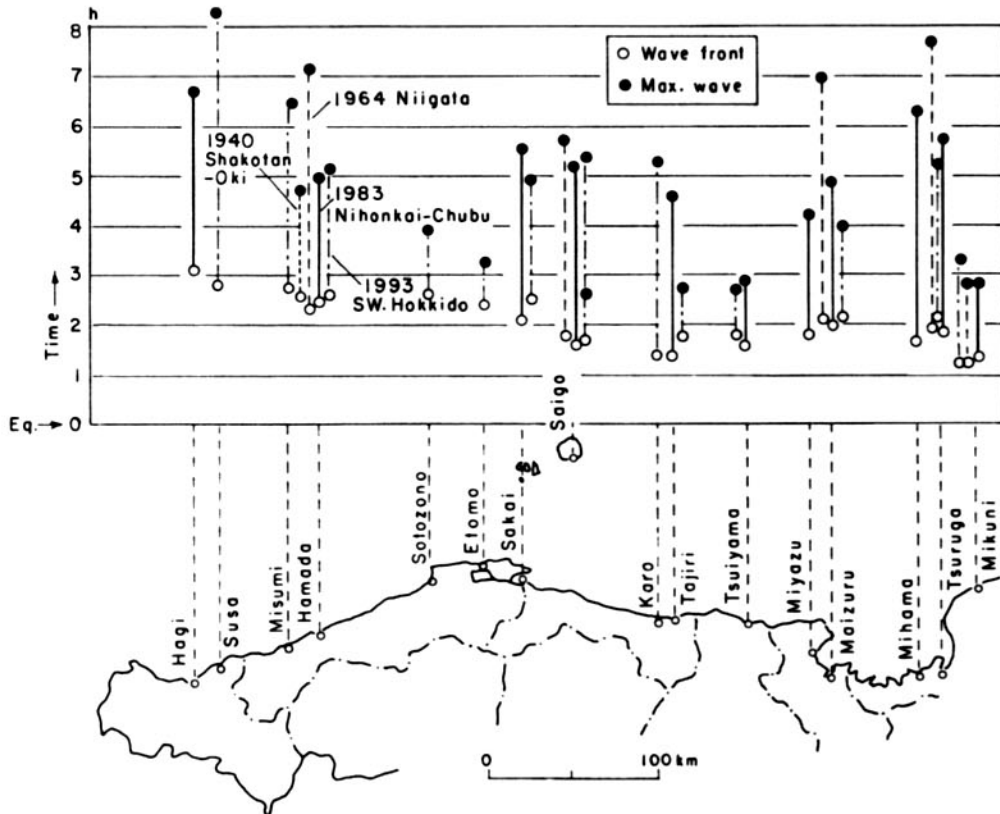 h
8
7
6
5
4
3
2
1
0
Time →
Eq. →
○ Wave front
● Max. wave
1964 Niigata
1940
Shakotan
-Oki
1983
Nihonkai-Chubu
1993
SW. Hokkido
Hagi
Susa
Misumi
Hamada
Sotozono
Etomo
Sakai
Saigo
Karo
Tajiri
Tsuiyama
Miyazu
Maizuru
Mihama
Tsuruga
Mikuni
0 100 km